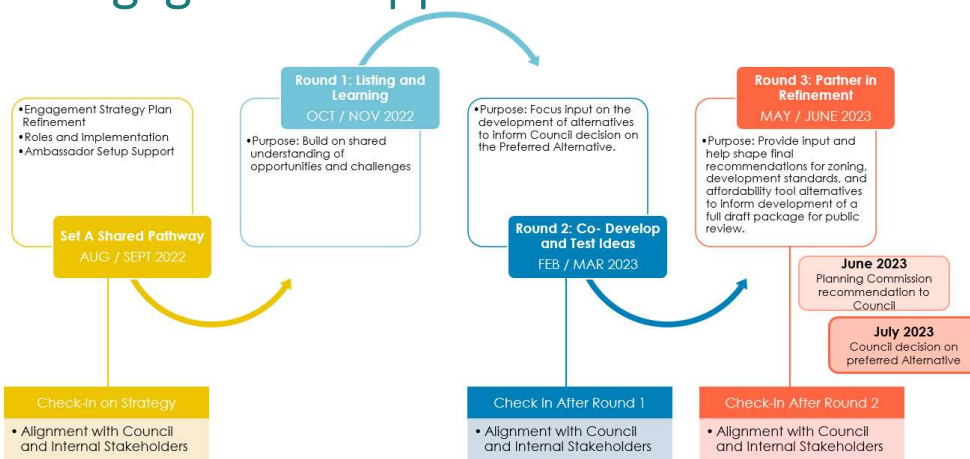 •Engagement Strategy Plan
Refinement
•Roles and Implementation
•Ambassador Setup Support
Set A Shared Pathway
AUG / SEPT 2022
Round 1: Listing and
Learning
OCT / NOV 2022
•Purpose: Build on shared
understanding of
opportunities and challenges
•Purpose: Focus input on the
development of alternatives
to inform Council decision on
the Preferred Alternative.
Round 2: Co- Develop
and Test Ideas
FEB / MAR 2023
Round 3: Partner in
Refinement
MAY / JUNE 2023
•Purpose: Provide input and
help shape final
recommendations for zoning,
development standards, and
affordability tool alternatives
to inform development of a
full draft package for public
review.
June 2023
Planning Commission
recommendation to
Council
July 2023
Council decision on
preferred Alternative
Check-In on Strategy
• Alignment with Council
and Internal Stakeholders
Check In After Round 1
• Alignment with Council
and Internal Stakeholders
Check-In After Round 2
• Alignment with Council
and Internal Stakeholders